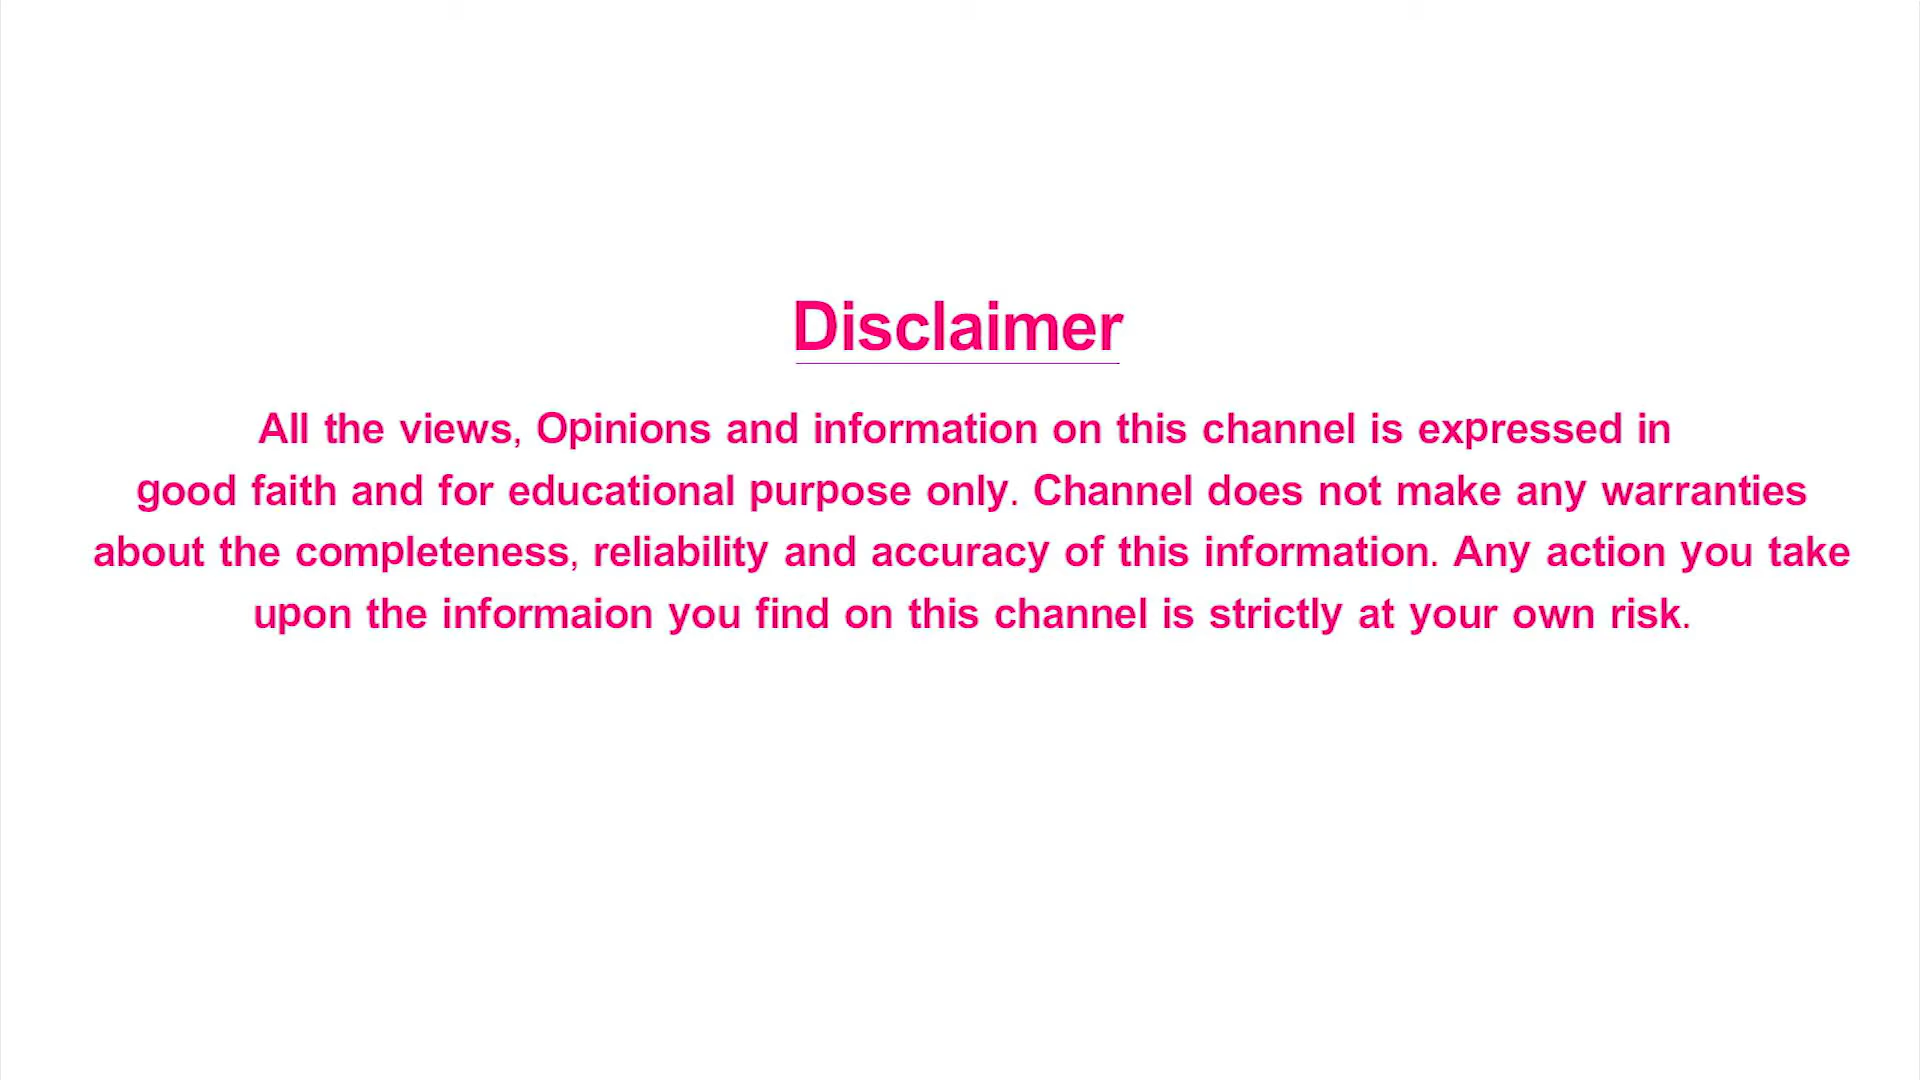 Disclaimer
All the views, Opinions and information on this channel is expressed in
good faith and for educational purpose only. Channel does not make any warranties
about the completeness, reliability and accuracy of this information. Any action you take
upon the informaion you find on this channel is strictly at your own risk.